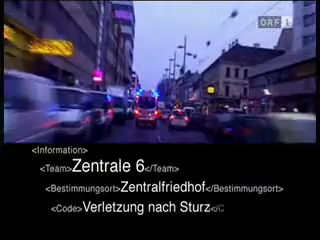 ORF 1
<Information>
<Team>Zentrale 6</Team>
<Bestimmungsort>Zentralfriedhof</Bestimmungsort>
<Code>Verletzung nach Sturz</